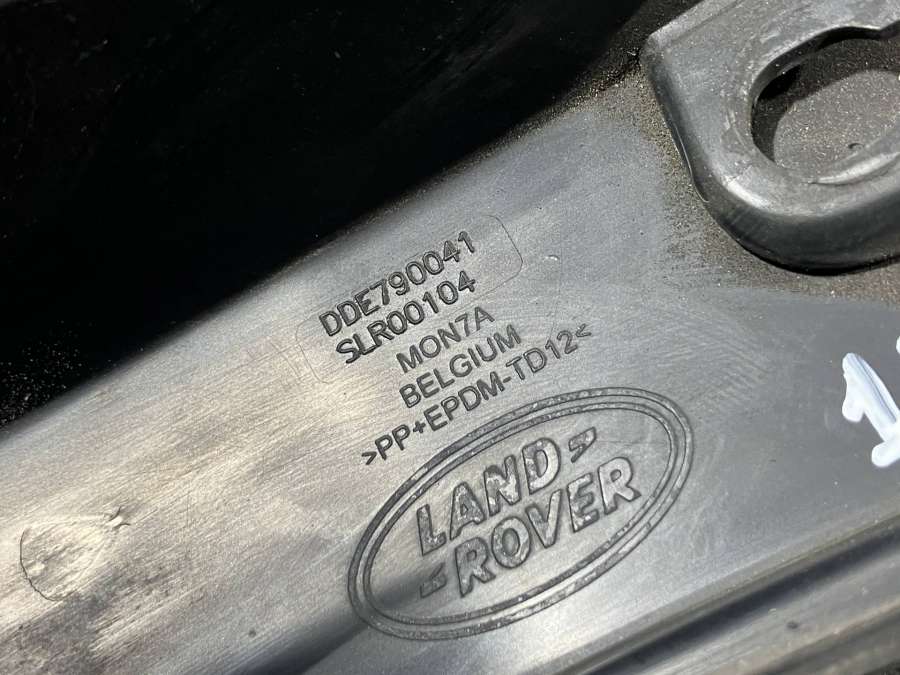 DDE790041
SLR00104
MON7A
BELGIUM
>PP+EPDM-TD12<
LAND
ROVER